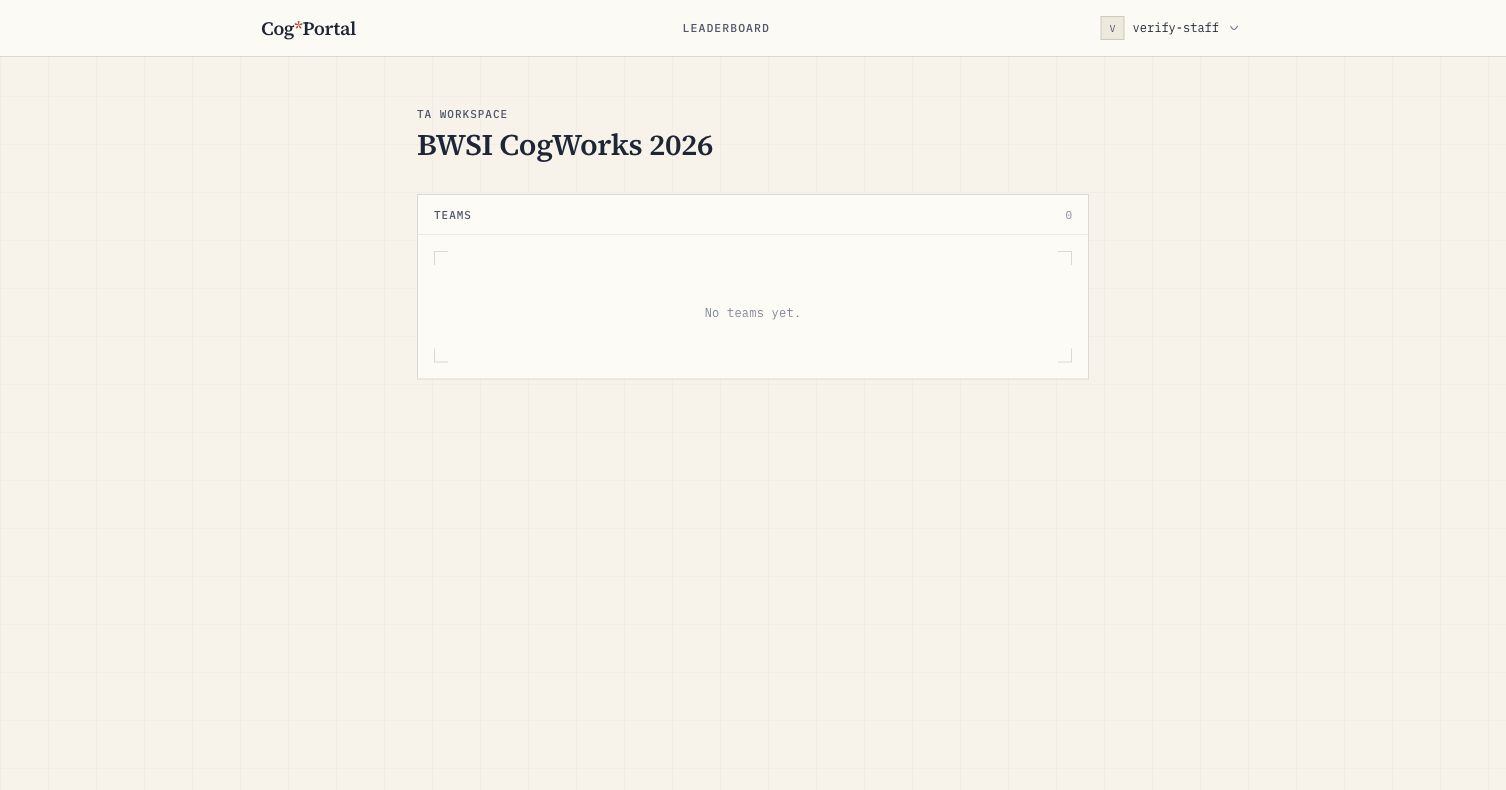 Cog*Portal
LEADERBOARD
V verify-staff
TA WORKSPACE
BWSI CogWorks 2026
TEAMS 0
No teams yet.